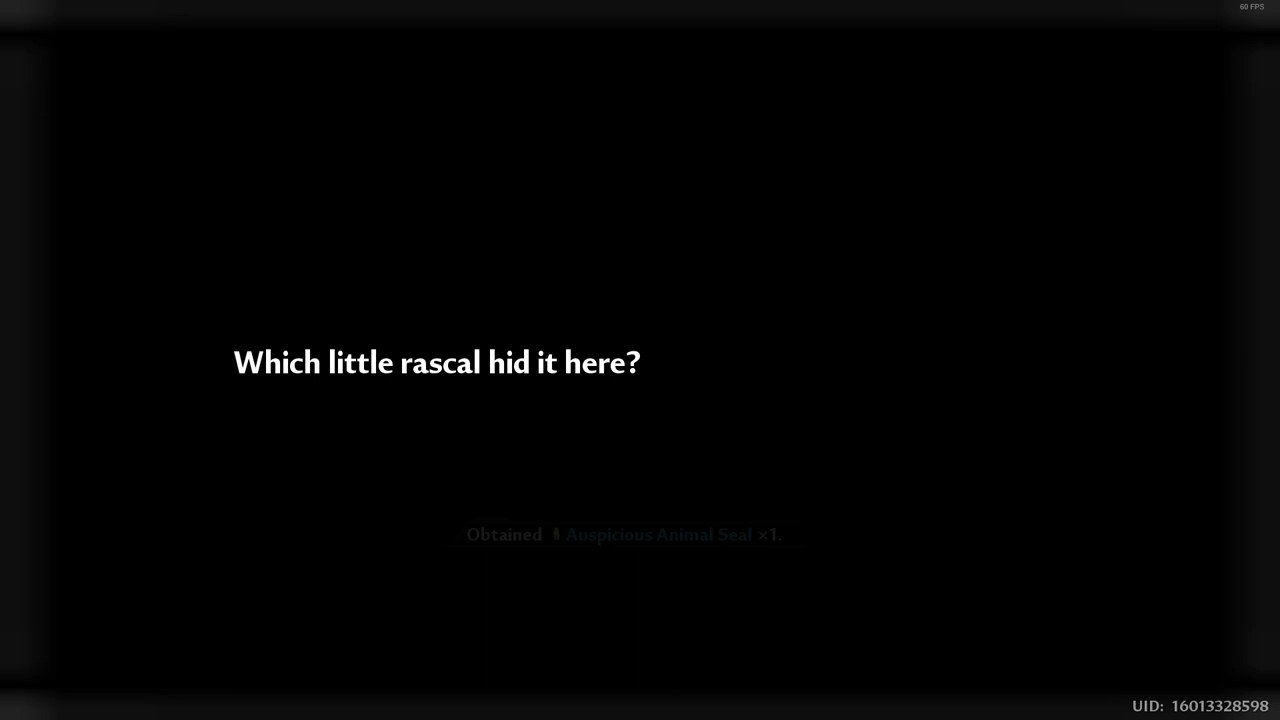 60 FPS
Which little rascal hid it here?
Obtained Auspicious Animal Seal ×1.
UID: 16013328598